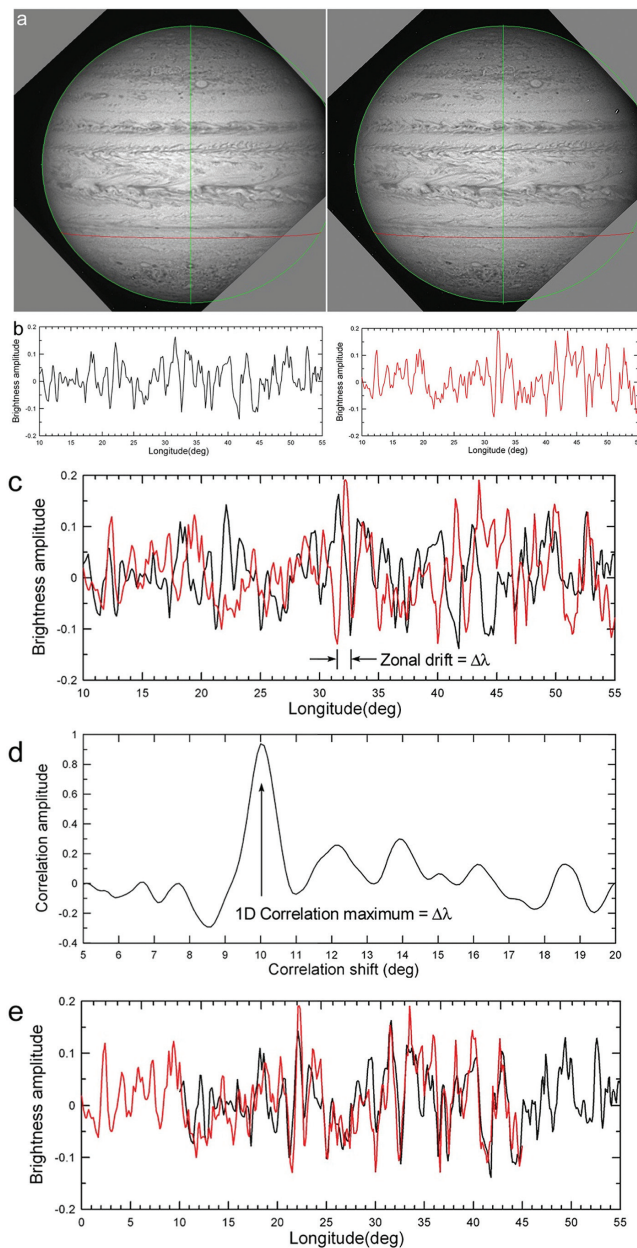 a
b
Brightness amplitude
0.2
0.1
0
-0.1
-0.2
10 15 20 25 30 35 40 45 50 55
Longitude(deg)
Brightness amplitude
0.2
0.1
0
-0.1
-0.2
10 15 20 25 30 35 40 45 50 55
Longitude (deg)
c
Brightness amplitude
0.2
0.1
0
-0.1
-0.2
Zonal drift = Δλ
10 15 20 25 30 35 40 45 50 55
Longitude(deg)
d
Correlation amplitude
1
0.8
0.6
0.4
0.2
0
-0.2
-0.4
1D Correlation maximum = Δλ
5 6 7 8 9 10 11 12 13 14 15 16 17 18 19 20
Correlation shift (deg)
e
Brightness amplitude
0.2
0.1
0
-0.1
-0.2
0 5 10 15 20 25 30 35 40 45 50 55
Longitude(deg)